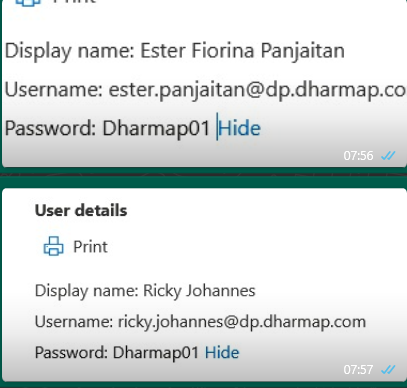 Print
Display name: Ester Fiorina Panjaitan
Username: ester.panjaitan@dp.dharmap.co
Password: Dharmap01 Hide
07:56
User details
Print
Display name: Ricky Johannes
Username: ricky.johannes@dp.dharmap.com
Password: Dharmap01 Hide
07:57